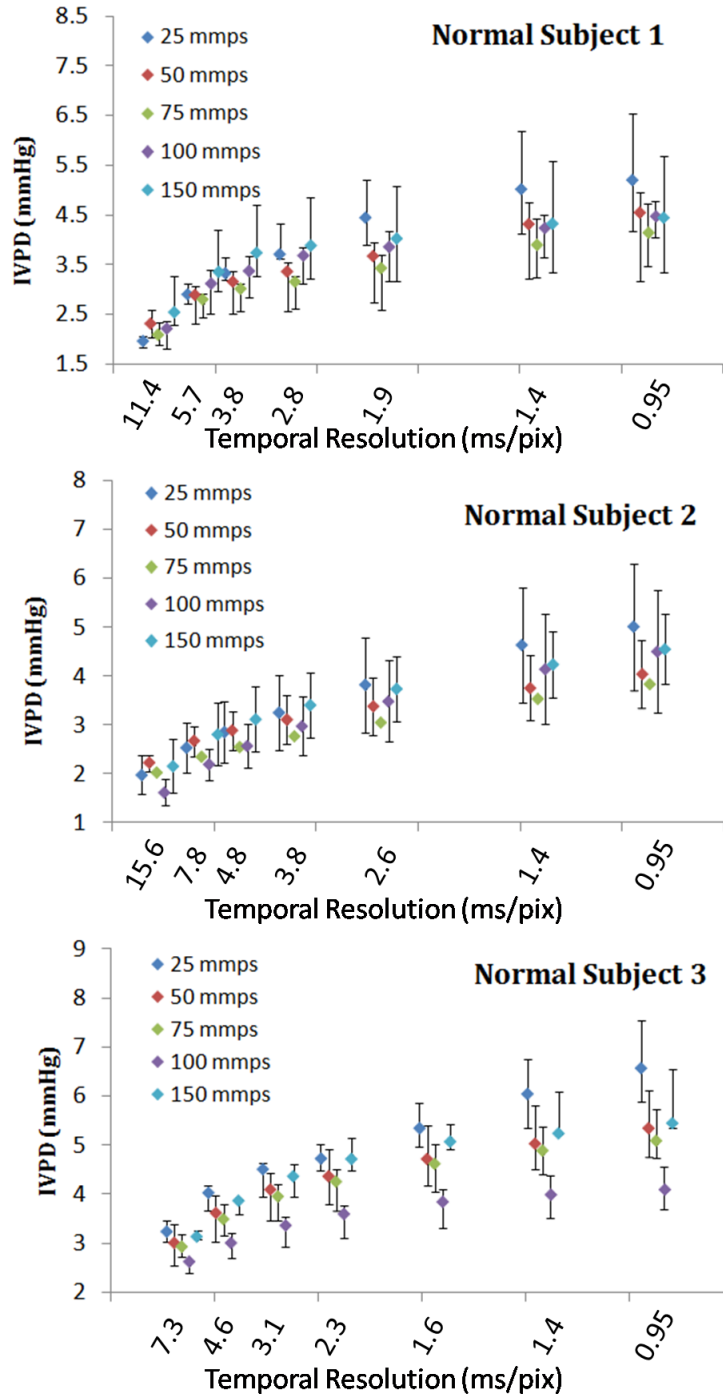 Normal Subject 1
25 mmps
50 mmps
75 mmps
100 mmps
150 mmps
IVPD (mmHg)
8.5
7.5
6.5
5.5
4.5
3.5
2.5
1.5
11.4
5.7
3.8
2.8
1.9
1.4
0.95
Temporal Resolution (ms/pix)
Normal Subject 2
25 mmps
50 mmps
75 mmps
100 mmps
150 mmps
IVPD (mmHg)
8
7
6
5
4
3
2
1
15.6
7.8
4.8
3.8
2.6
1.4
0.95
Temporal Resolution (ms/pix)
Normal Subject 3
25 mmps
50 mmps
75 mmps
100 mmps
150 mmps
IVPD (mmHg)
9
8
7
6
5
4
3
2
7.3
4.6
3.1
2.3
1.6
1.4
0.95
Temporal Resolution (ms/pix)